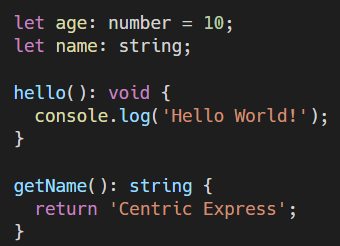 let age: number = 10;
let name: string;
hello(): void {
  console.log('Hello World!');
}
getName(): string {
  return 'Centric Express';
}